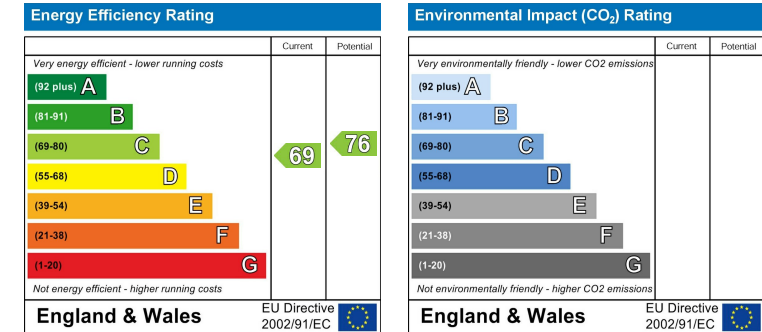 Energy Efficiency Rating
Current Potential
Very energy efficient - lower running costs
(92 plus) A
(81-91) B
(69-80) C
(55-68) D
(39-54) E
(21-38) F
(1-20) G
69
76
Not energy efficient - higher running costs
England & Wales
EU Directive
2002/91/EC
Environmental Impact (CO₂) Rating
Current Potential
Very environmentally friendly - lower CO2 emissions
(92 plus) A
(81-91) B
(69-80) C
(55-68) D
(39-54) E
(21-38) F
(1-20) G
Not environmentally friendly - higher CO2 emissions
England & Wales
EU Directive
2002/91/EC